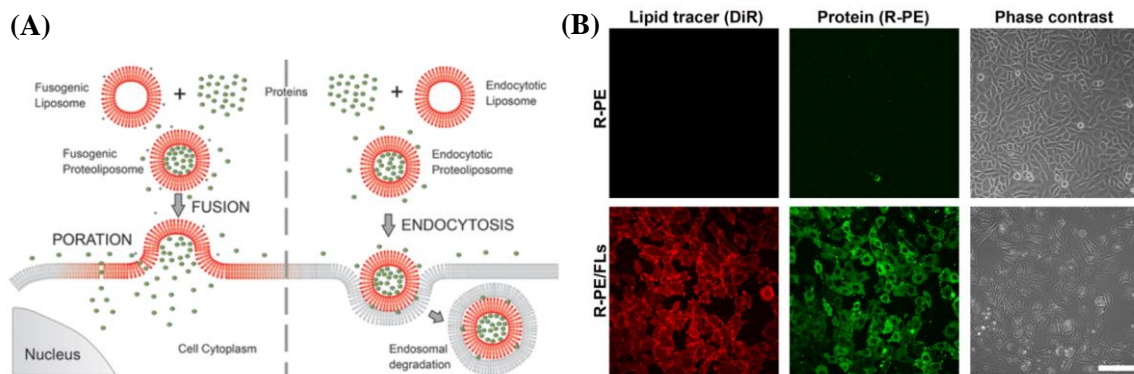 (A)
Fusogenic
Liposome
+
Proteins
+
Endocytotic
Liposome
Fusogenic
Proteoliposome
Endocytotic
Proteoliposome
FUSION
ENDOCYTOSIS
PORATION
Nucleus
Cell Cytoplasm
Endosomal
degradation
(B)
Lipid tracer (DiR) Protein (R-PE) Phase contrast
R-PE
R-PE/FLs